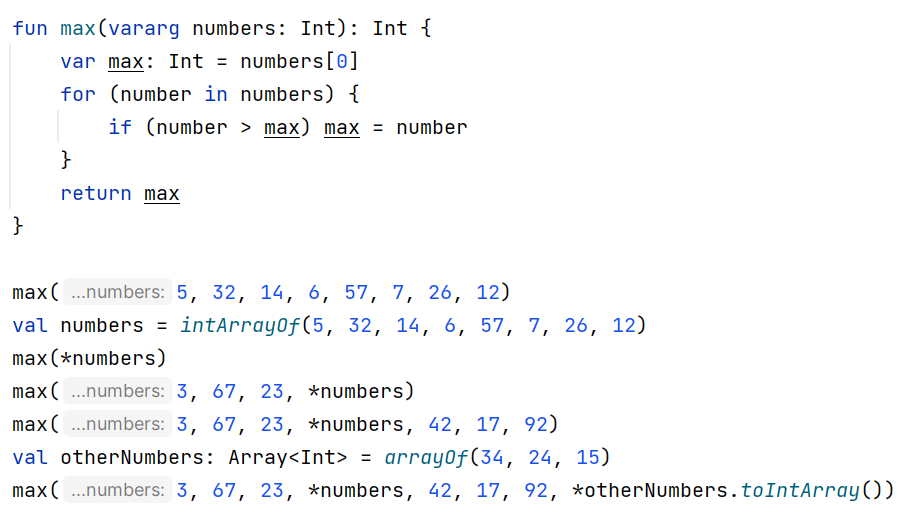 fun max(vararg numbers: Int): Int {
    var max: Int = numbers[0]
    for (number in numbers) {
        if (number > max) max = number
    }
    return max
}

max( ...numbers: 5, 32, 14, 6, 57, 7, 26, 12)
val numbers = intArrayOf(5, 32, 14, 6, 57, 7, 26, 12)
max(*numbers)
max( ...numbers: 3, 67, 23, *numbers)
max( ...numbers: 3, 67, 23, *numbers, 42, 17, 92)
val otherNumbers: Array<Int> = arrayOf(34, 24, 15)
max( ...numbers: 3, 67, 23, *numbers, 42, 17, 92, *otherNumbers.toIntArray())